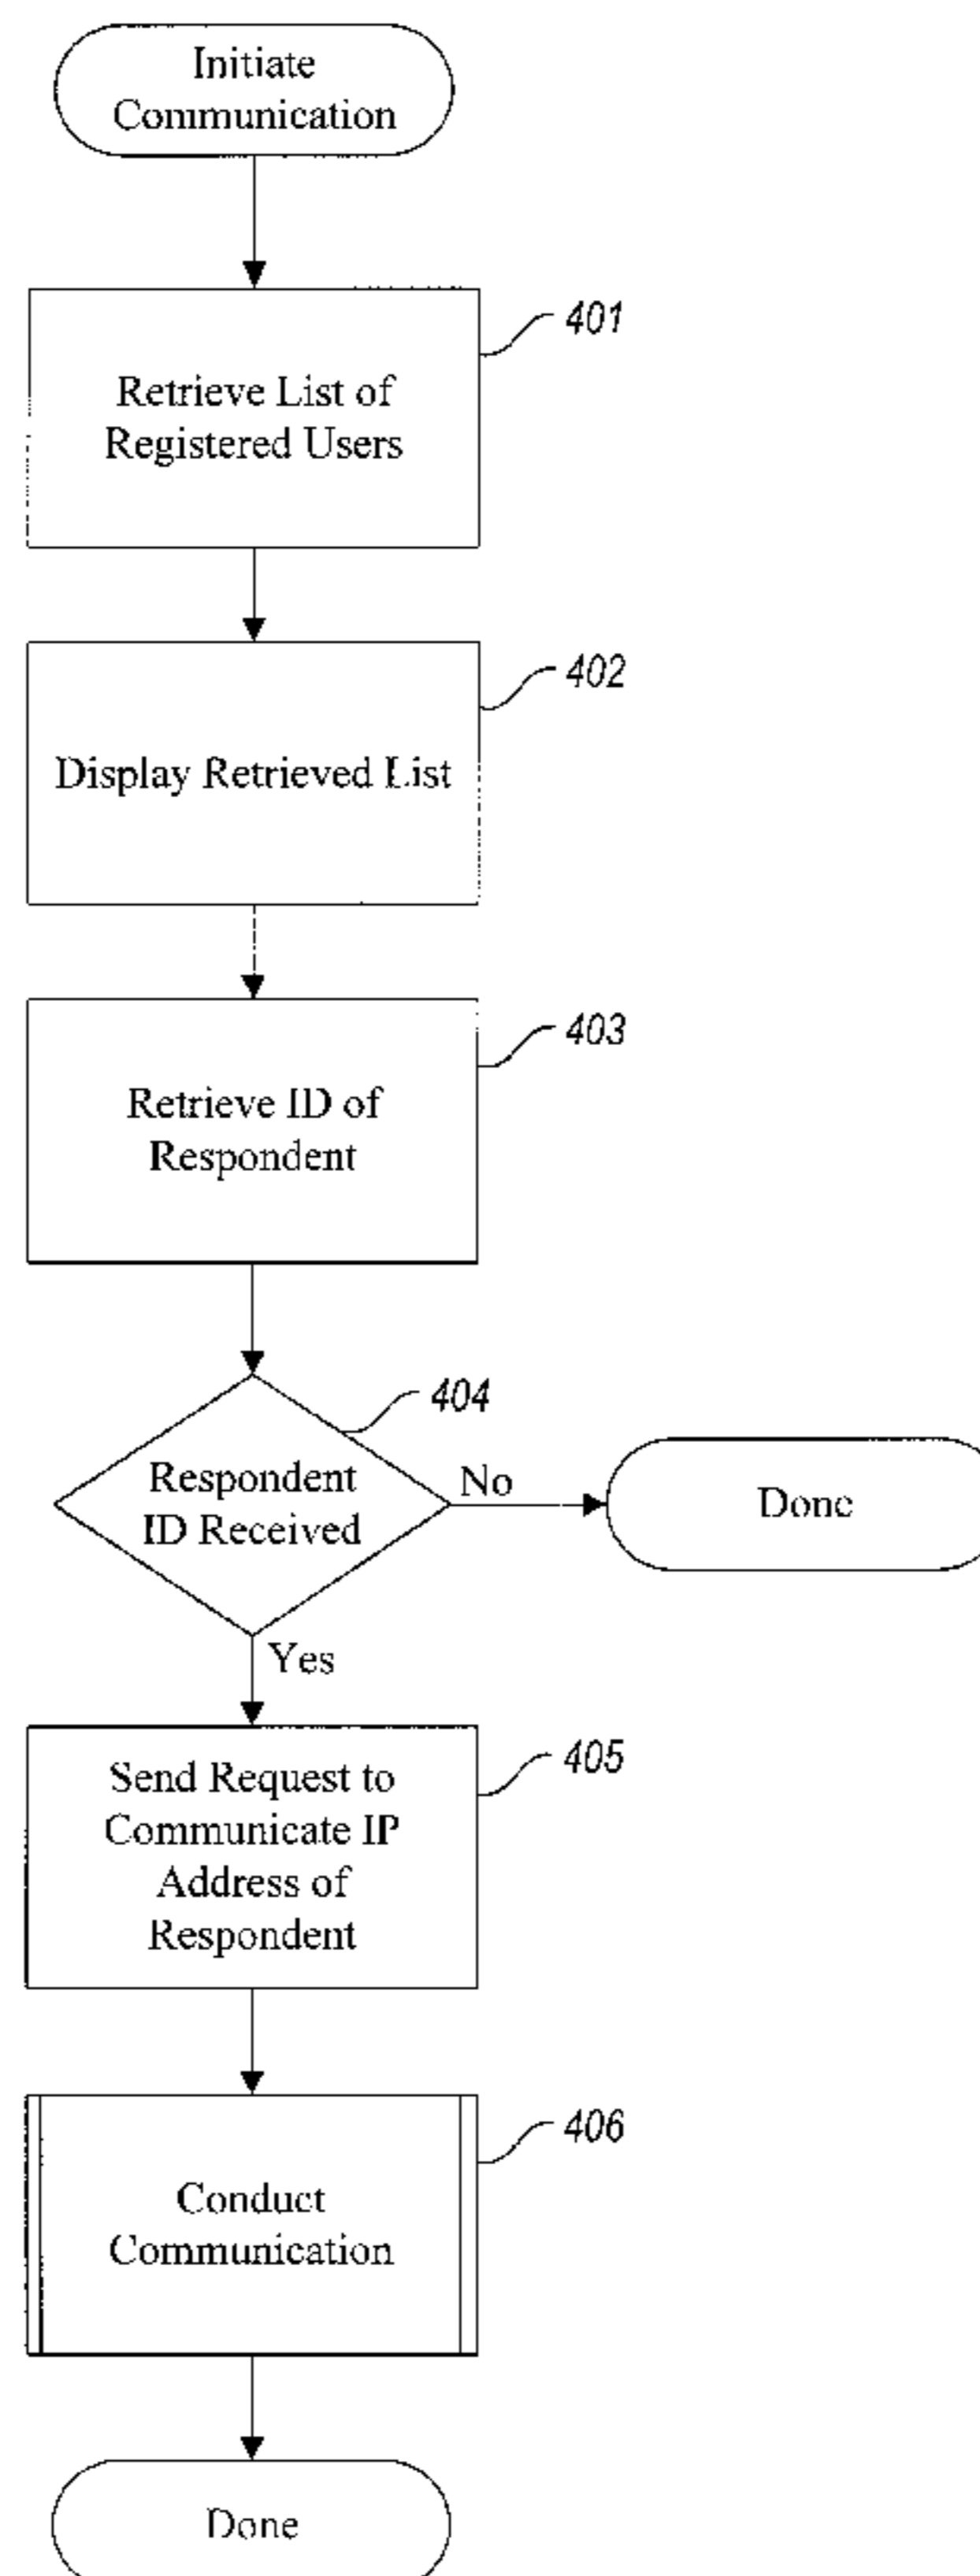 Initiate
Communication
401
Retrieve List of
Registered Users
402
Display Retrieved List
403
Retrieve ID of
Respondent
404
Respondent
ID Received
No
Done
Yes
405
Send Request to
Communicate IP
Address of
Respondent
406
Conduct
Communication
Done